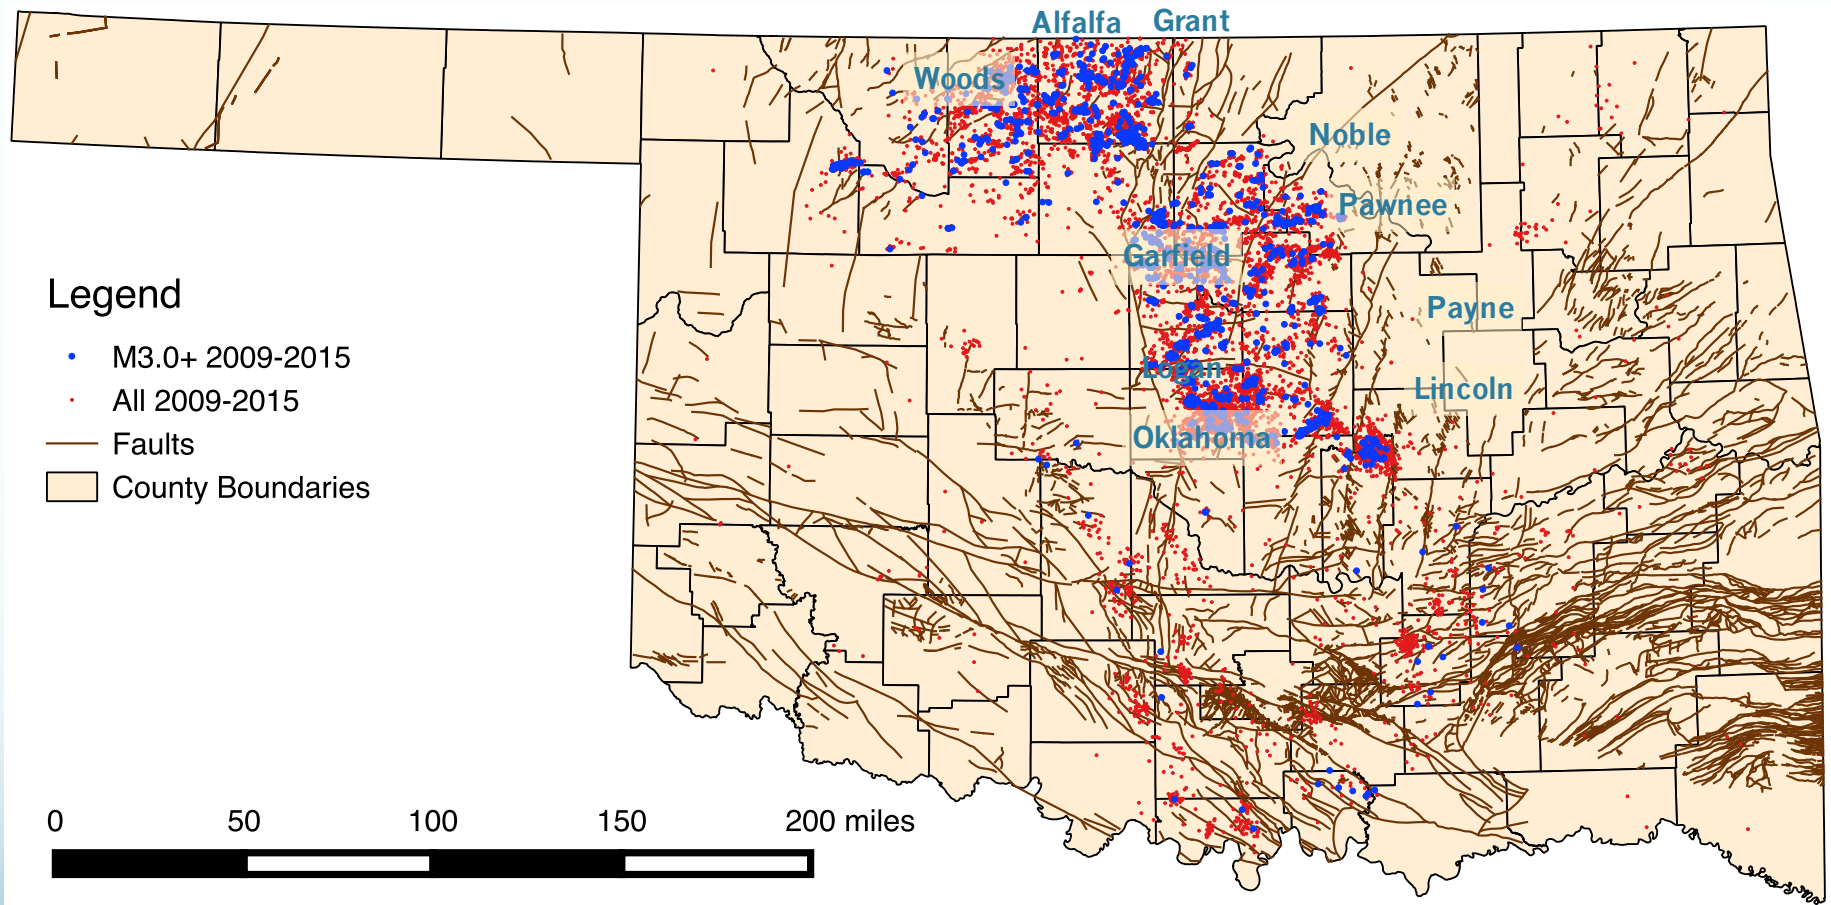 Alfalfa Grant
Woods
Noble
Pawnee
Garfield
Payne
Logan
Lincoln
Oklahoma
Legend
M3.0+ 2009-2015
All 2009-2015
Faults
County Boundaries
0 50 100 150 200 miles